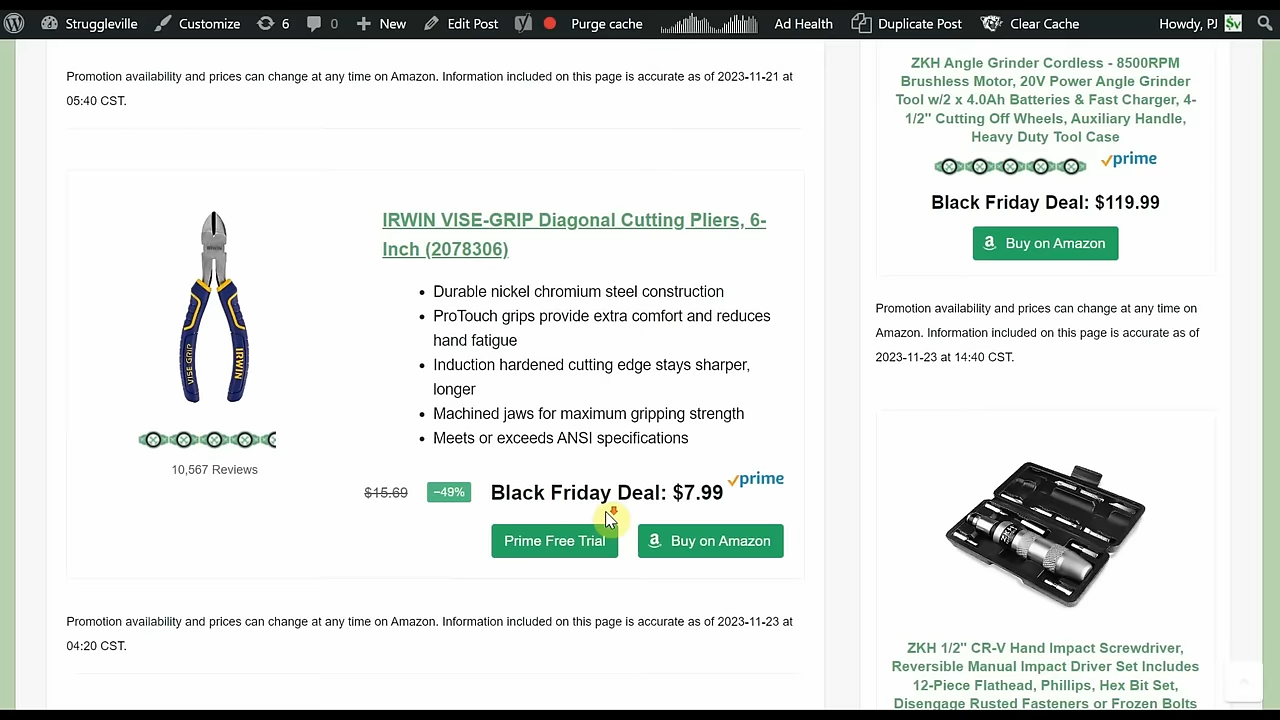 Struggleville Customize 6 0 New Edit Post Purge cache Ad Health Duplicate Post Clear Cache Howdy, PJ
Promotion availability and prices can change at any time on Amazon. Information included on this page is accurate as of 2023-11-21 at
05:40 CST.
IRWIN
VISE-GRIP
IRWIN
10,567 Reviews
IRWIN VISE-GRIP Diagonal Cutting Pliers, 6-
Inch (2078306)
• Durable nickel chromium steel construction
• ProTouch grips provide extra comfort and reduces
hand fatigue
• Induction hardened cutting edge stays sharper,
longer
• Machined jaws for maximum gripping strength
• Meets or exceeds ANSI specifications
$15.69 −49% Black Friday Deal: $7.99 prime
Prime Free Trial Buy on Amazon
Promotion availability and prices can change at any time on Amazon. Information included on this page is accurate as of 2023-11-23 at
04:20 CST.
ZKH Angle Grinder Cordless - 8500RPM
Brushless Motor, 20V Power Angle Grinder
Tool w/2 x 4.0Ah Batteries & Fast Charger, 4-
1/2" Cutting Off Wheels, Auxiliary Handle,
Heavy Duty Tool Case
prime
Black Friday Deal: $119.99
Buy on Amazon
Promotion availability and prices can change at any time on
Amazon. Information included on this page is accurate as of
2023-11-23 at 14:40 CST.
ZKH
ZKH 1/2" CR-V Hand Impact Screwdriver,
Reversible Manual Impact Driver Set Includes
12-Piece Flathead, Phillips, Hex Bit Set,
Disengage Rusted Fasteners or Frozen Bolts